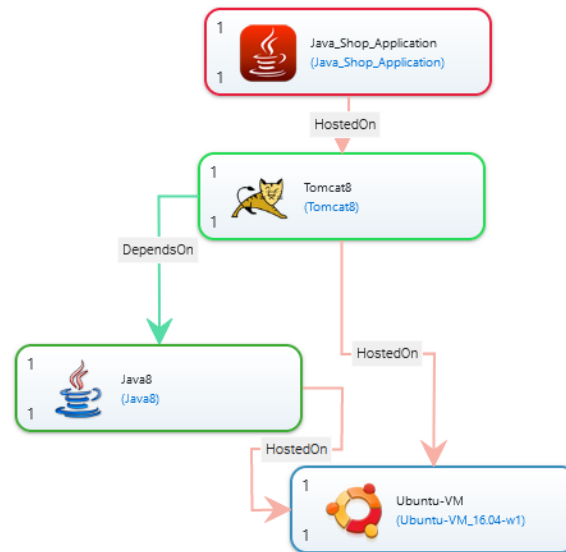 1
Java_Shop_Application
(Java_Shop_Application)
1
HostedOn
1
Tomcat8
(Tomcat8)
1
DependsOn
HostedOn
1
Java8
(Java8)
1
HostedOn
1
Ubuntu-VM
(Ubuntu-VM_16.04-w1)
1